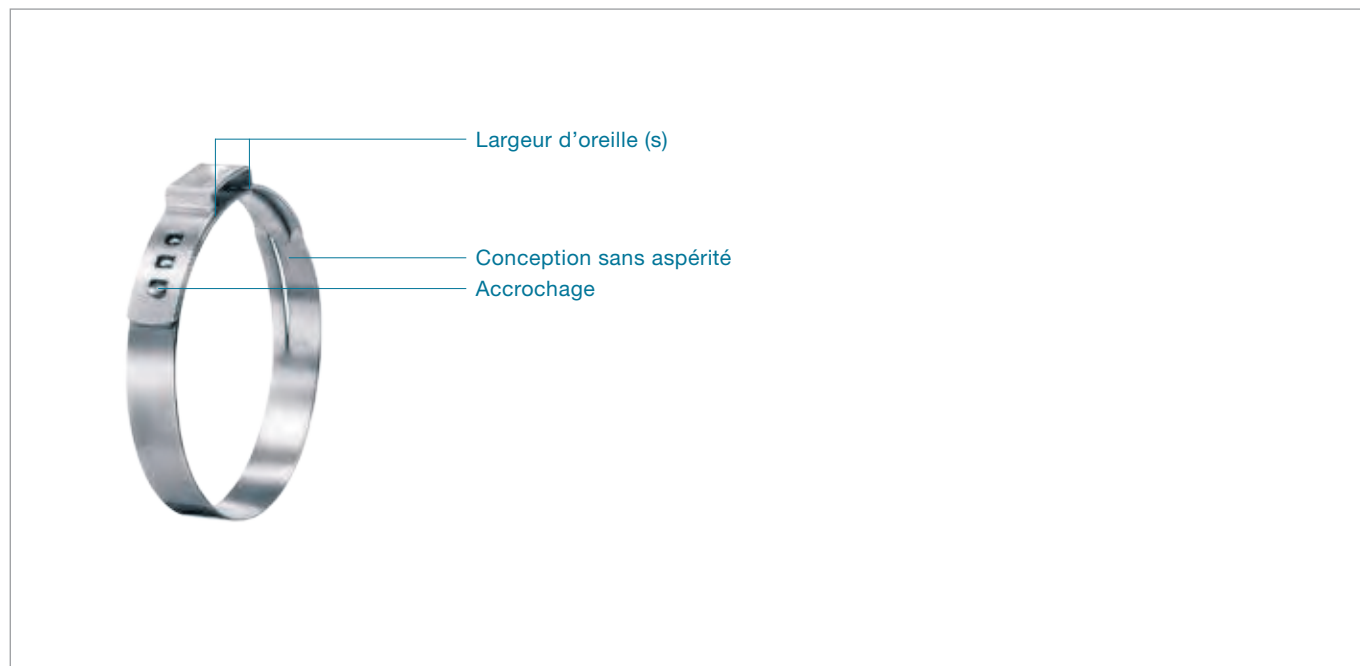 Largeur d’oreille (s)
Conception sans aspérité
Accrochage